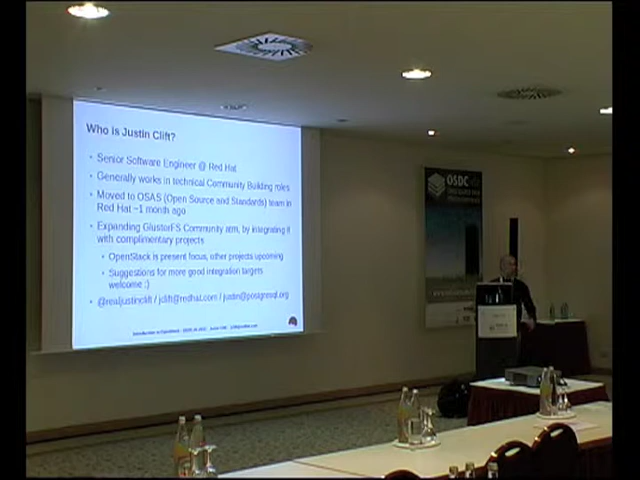 Who is Justin Clift?
Senior Software Engineer @ Red Hat
Generally works in technical Community Building roles
Moved to OSAS (Open Source and Standards) team in
Red Hat ~1 month ago
Expanding GlusterFS Community atm, by integrating it
with complimentary projects
OpenStack is present focus, other projects upcoming
Suggestions for more good integration targets
welcome :)
@realjustinclift / jclift@redhat.com / justin@postgresql.org
OSDC